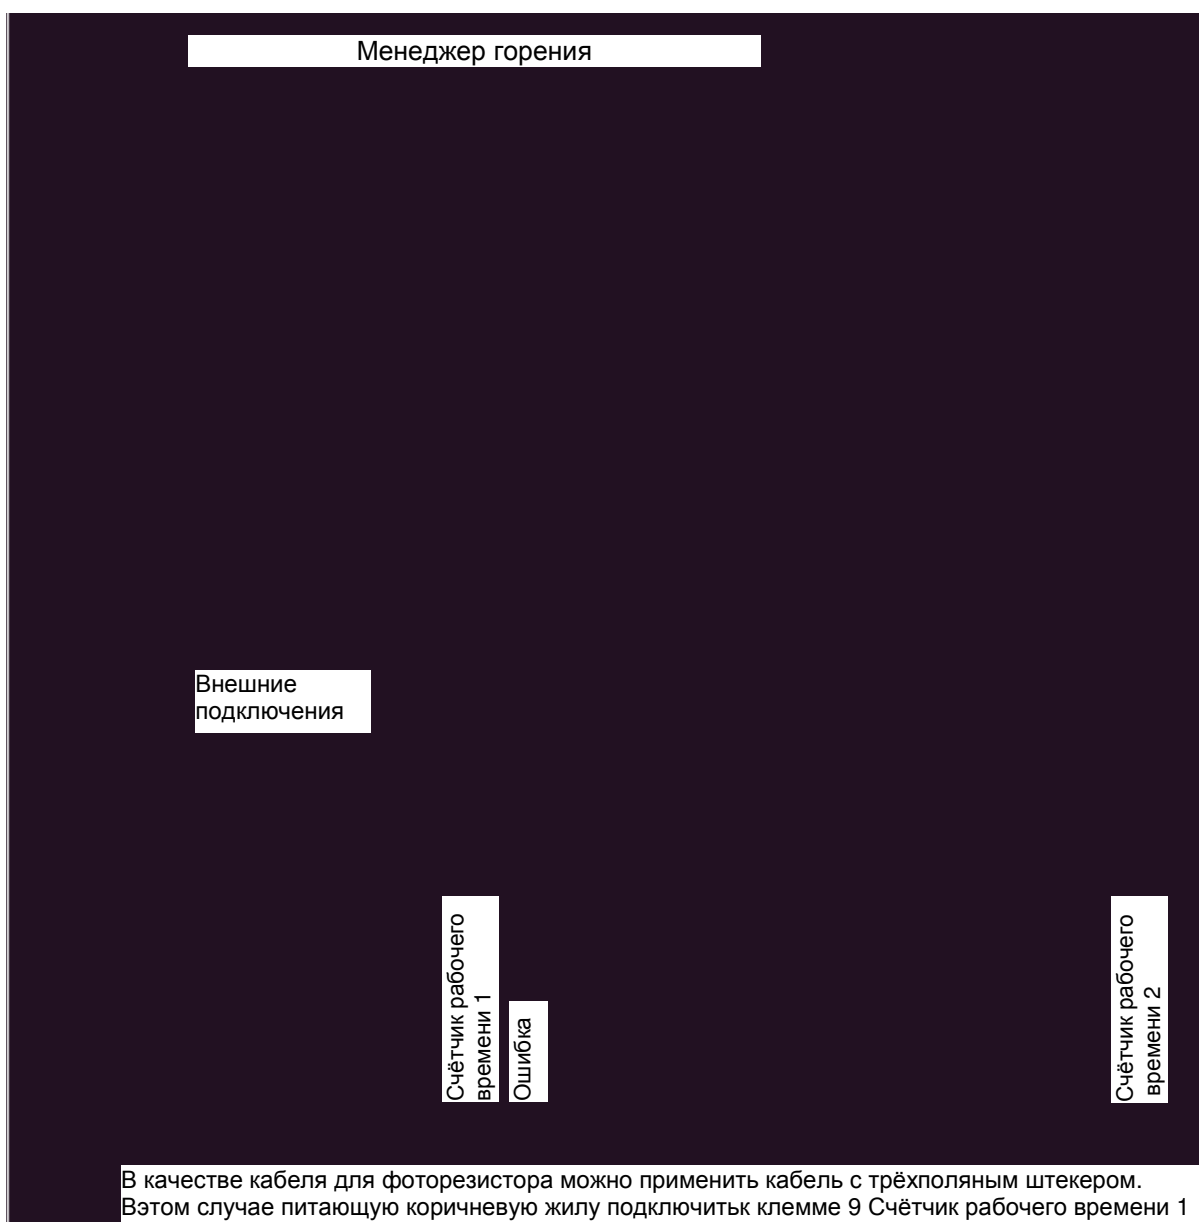 Менеджер горения
Внешние
подключения
Счётчик рабочего
времени 1
Ошибка
Счётчик рабочего
времени 2
В качестве кабеля для фоторезистора можно применить кабель с трёхполяным штекером.
Вэтом случае питающую коричневую жилу подключитьк клемме 9 Счётчик рабочего времени 1